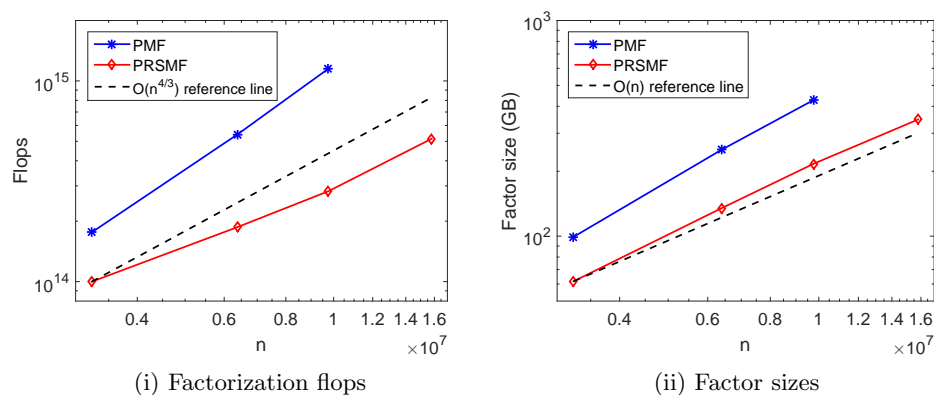 PMF
PRSMF
O(n^{4/3}) reference line
10^{15}
10^{14}
Flops
0.4 0.6 0.8 1 1.2 1.4 1.6
×10^7
n
(i) Factorization flops
PMF
PRSMF
O(n) reference line
10^3
10^2
Factor size (GB)
0.4 0.6 0.8 1 1.2 1.4 1.6
×10^7
n
(ii) Factor sizes